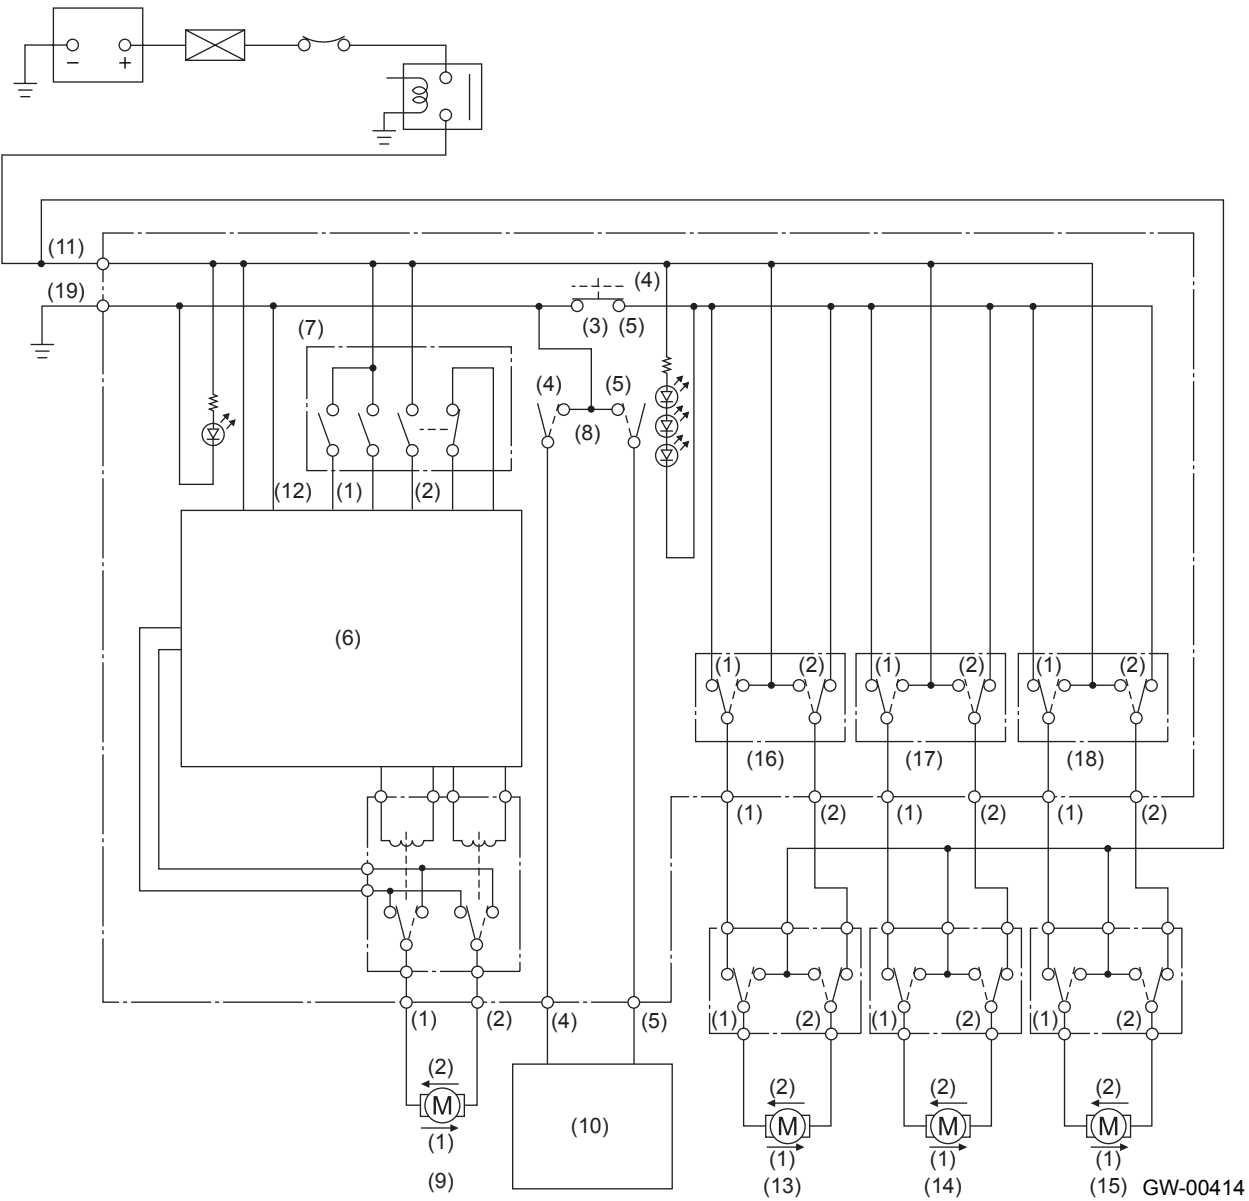 − +
(11)
(19)
(4)
(3) (5)
(7)
(4) (5)
(8)
(12) (1) (2)
(6)
(1) (2) (1) (2) (1) (2)
(16) (17) (18)
(1) (2) (1) (2) (1) (2)
(1) (2) (4) (5)
(1) (2) (1) (2) (1) (2)
(2)
M
(1)
(9)
(10)
(2) (2) (2)
M M M
(1) (1) (1)
(13) (14) (15) GW-00414